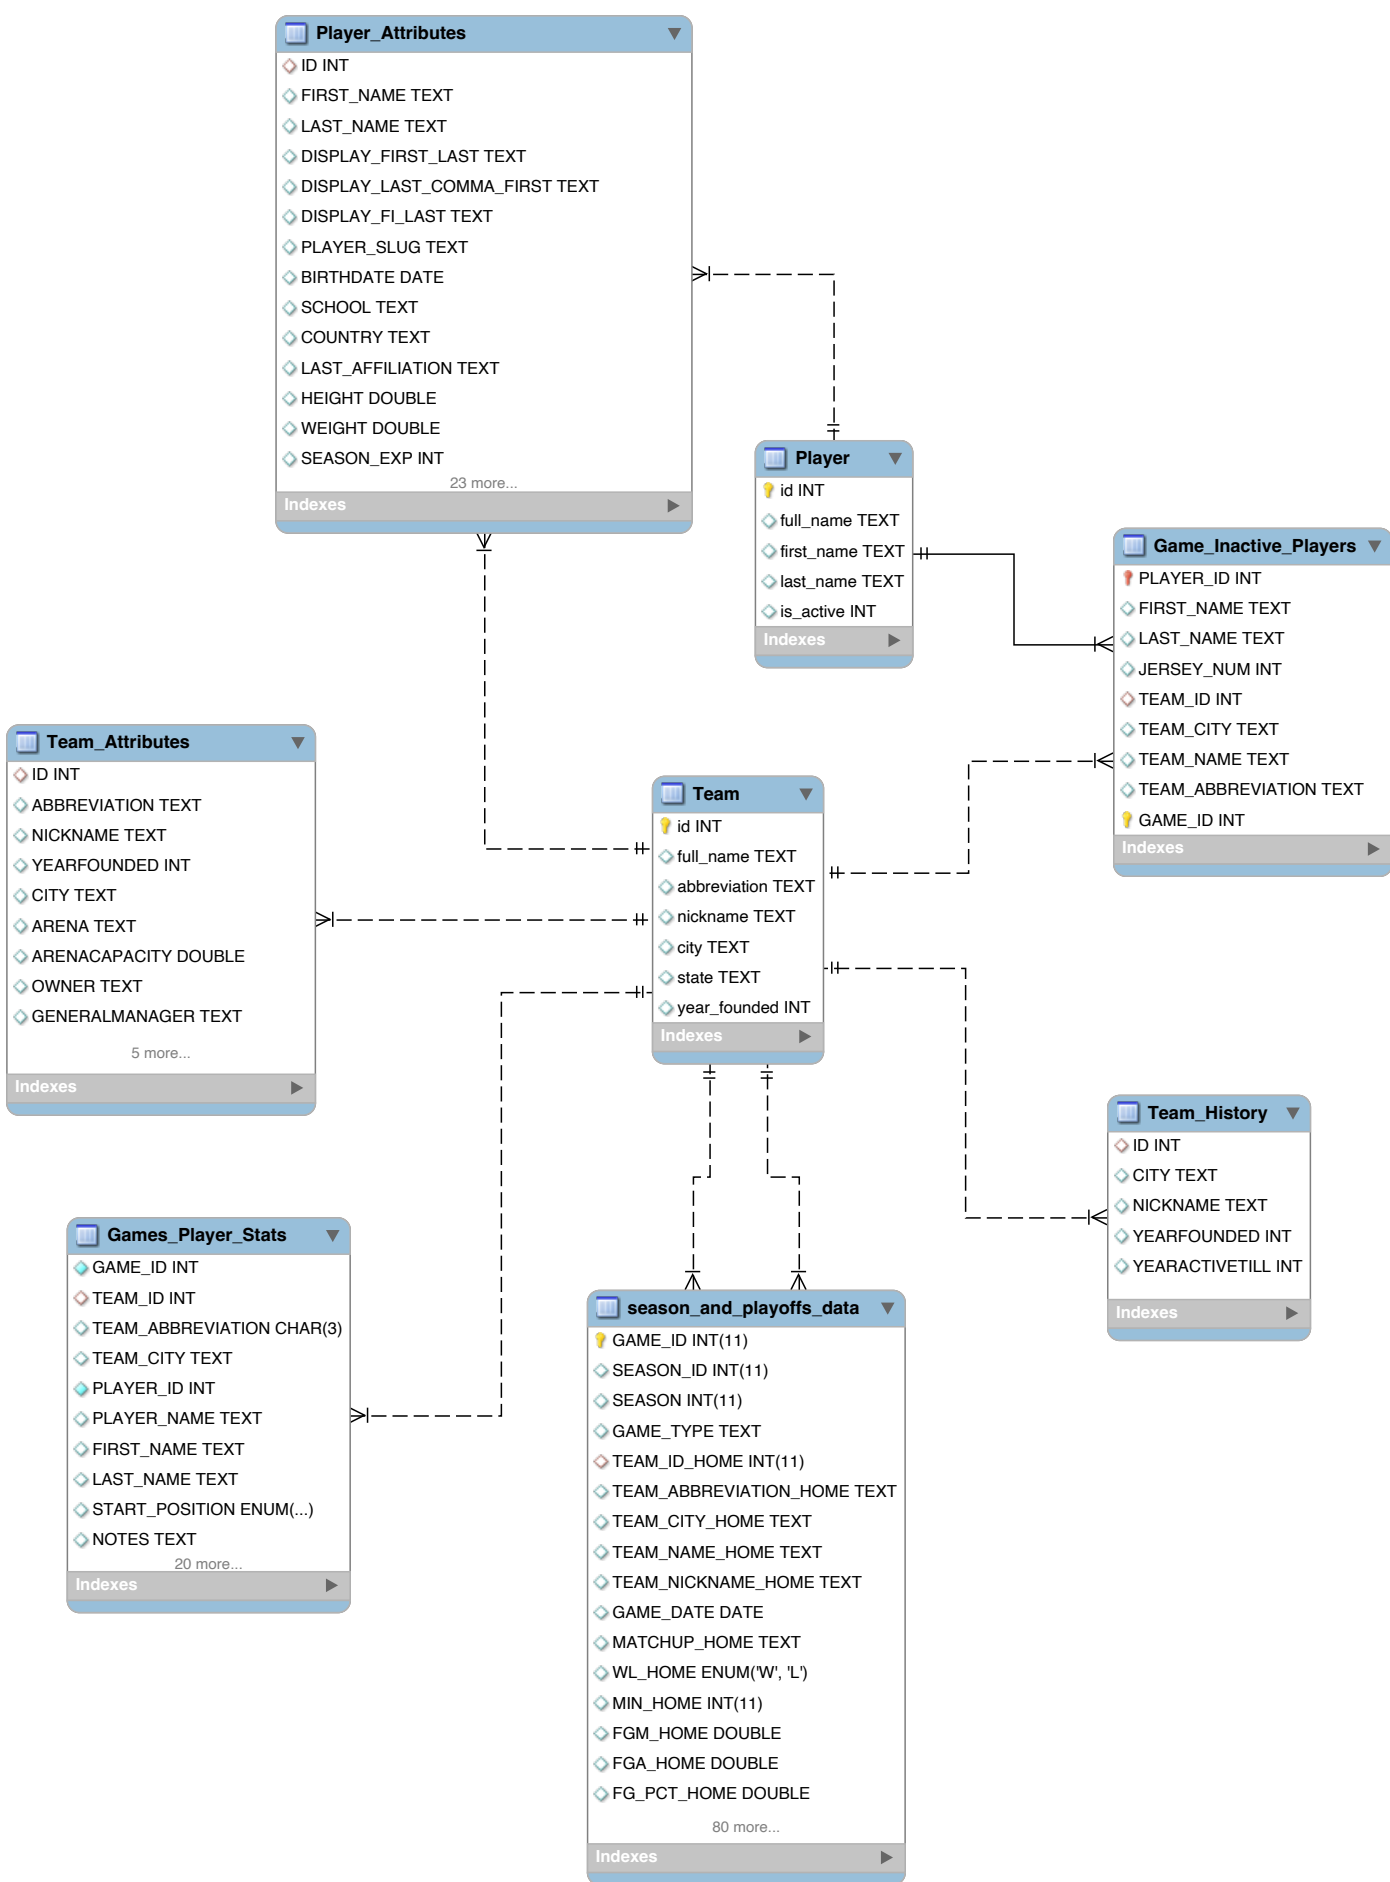 Player_Attributes
ID INT
FIRST_NAME TEXT
LAST_NAME TEXT
DISPLAY_FIRST_LAST TEXT
DISPLAY_LAST_COMMA_FIRST TEXT
DISPLAY_FI_LAST TEXT
PLAYER_SLUG TEXT
BIRTHDATE DATE
SCHOOL TEXT
COUNTRY TEXT
LAST_AFFILIATION TEXT
HEIGHT DOUBLE
WEIGHT DOUBLE
SEASON_EXP INT
23 more...
Indexes
Player
id INT
full_name TEXT
first_name TEXT
last_name TEXT
is_active INT
Indexes
Game_Inactive_Players
PLAYER_ID INT
FIRST_NAME TEXT
LAST_NAME TEXT
JERSEY_NUM INT
TEAM_ID INT
TEAM_CITY TEXT
TEAM_NAME TEXT
TEAM_ABBREVIATION TEXT
GAME_ID INT
Indexes
Team_Attributes
ID INT
ABBREVIATION TEXT
NICKNAME TEXT
YEARFOUNDED INT
CITY TEXT
ARENA TEXT
ARENACAPACITY DOUBLE
OWNER TEXT
GENERALMANAGER TEXT
5 more...
Indexes
Team
id INT
full_name TEXT
abbreviation TEXT
nickname TEXT
city TEXT
state TEXT
year_founded INT
Indexes
Team_History
ID INT
CITY TEXT
NICKNAME TEXT
YEARFOUNDED INT
YEARACTIVETILL INT
Indexes
Games_Player_Stats
GAME_ID INT
TEAM_ID INT
TEAM_ABBREVIATION CHAR(3)
TEAM_CITY TEXT
PLAYER_ID INT
PLAYER_NAME TEXT
FIRST_NAME TEXT
LAST_NAME TEXT
START_POSITION ENUM(...)
NOTES TEXT
20 more...
Indexes
season_and_playoffs_data
GAME_ID INT(11)
SEASON_ID INT(11)
SEASON INT(11)
GAME_TYPE TEXT
TEAM_ID_HOME INT(11)
TEAM_ABBREVIATION_HOME TEXT
TEAM_CITY_HOME TEXT
TEAM_NAME_HOME TEXT
TEAM_NICKNAME_HOME TEXT
GAME_DATE DATE
MATCHUP_HOME TEXT
WL_HOME ENUM('W', 'L')
MIN_HOME INT(11)
FGM_HOME DOUBLE
FGA_HOME DOUBLE
FG_PCT_HOME DOUBLE
80 more...
Indexes